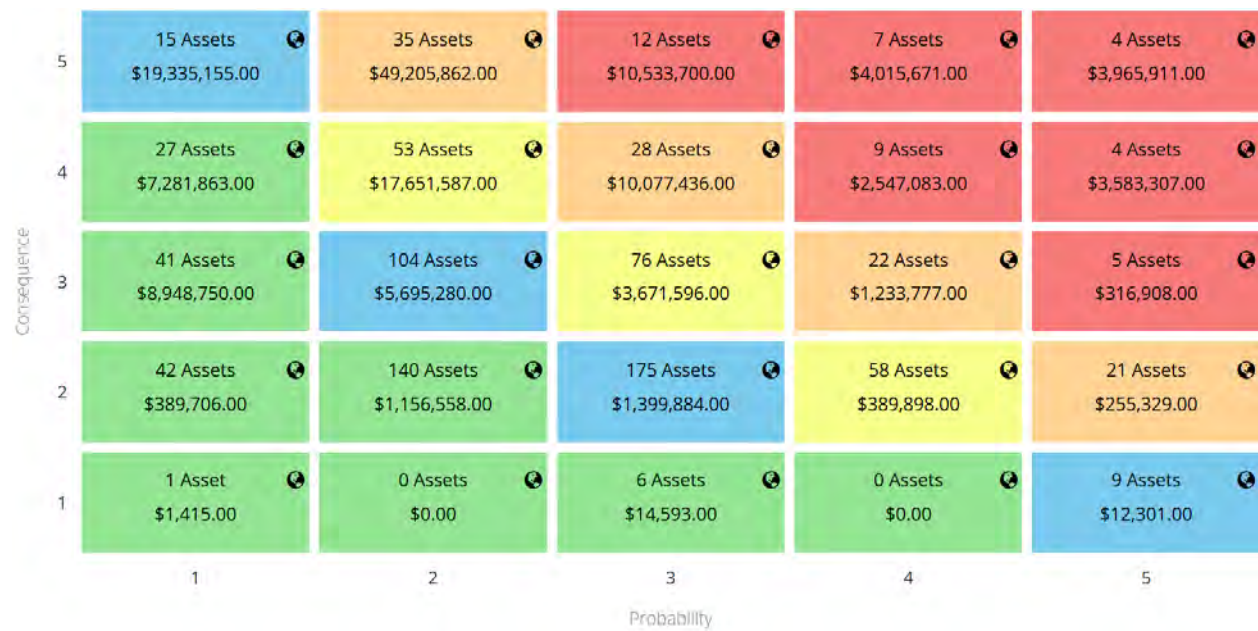 15 Assets
$19,335,155.00
35 Assets
$49,205,862.00
12 Assets
$10,533,700.00
7 Assets
$4,015,671.00
4 Assets
$3,965,911.00
5
27 Assets
$7,281,863.00
53 Assets
$17,651,587.00
28 Assets
$10,077,436.00
9 Assets
$2,547,083.00
4 Assets
$3,583,307.00
4
41 Assets
$8,948,750.00
104 Assets
$5,695,280.00
76 Assets
$3,671,596.00
22 Assets
$1,233,777.00
5 Assets
$316,908.00
3
Consequence
42 Assets
$389,706.00
140 Assets
$1,156,558.00
175 Assets
$1,399,884.00
58 Assets
$389,898.00
21 Assets
$255,329.00
2
1 Asset
$1,415.00
0 Assets
$0.00
6 Assets
$14,593.00
0 Assets
$0.00
9 Assets
$12,301.00
1
1
2
3
4
5
Probability